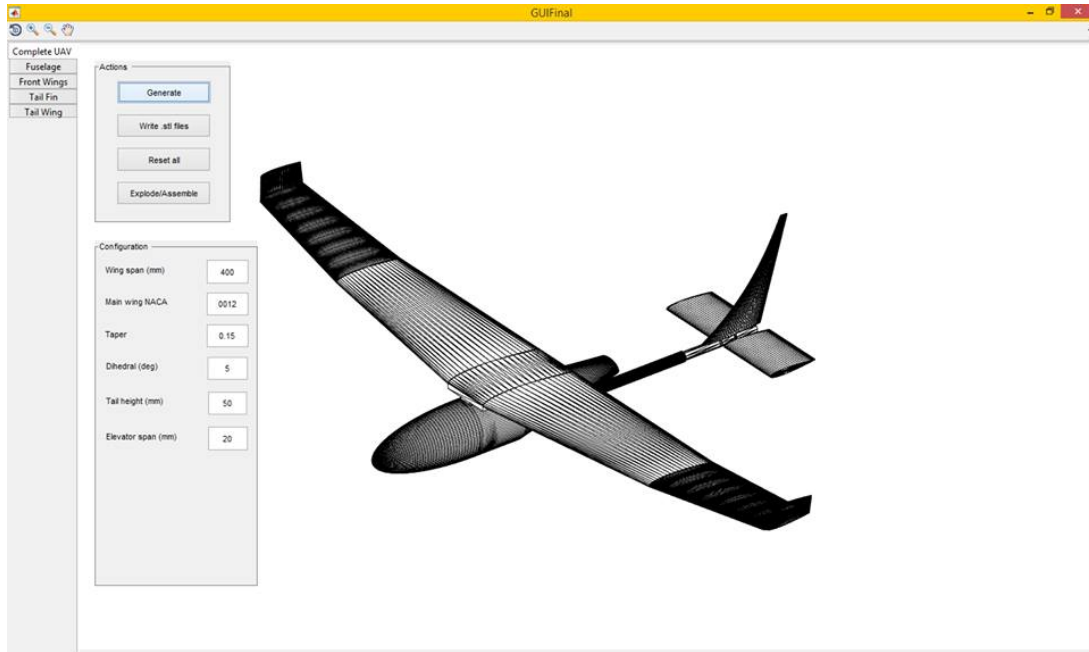 GUIFinal
Complete UAV
Fuselage
Front Wings
Tail Fin
Tail Wing
Actions
Generate
Write .stl files
Reset all
Explode/Assemble
Configuration
Wing span (mm) 400
Main wing NACA 0012
Taper 0.15
Dihedral (deg) 5
Tail height (mm) 50
Elevator span (mm) 20